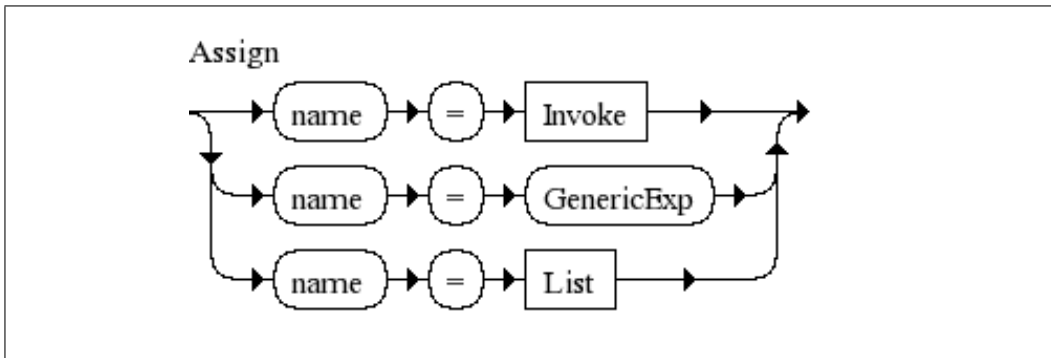 Assign
name = Invoke
name = GenericExp
name = List